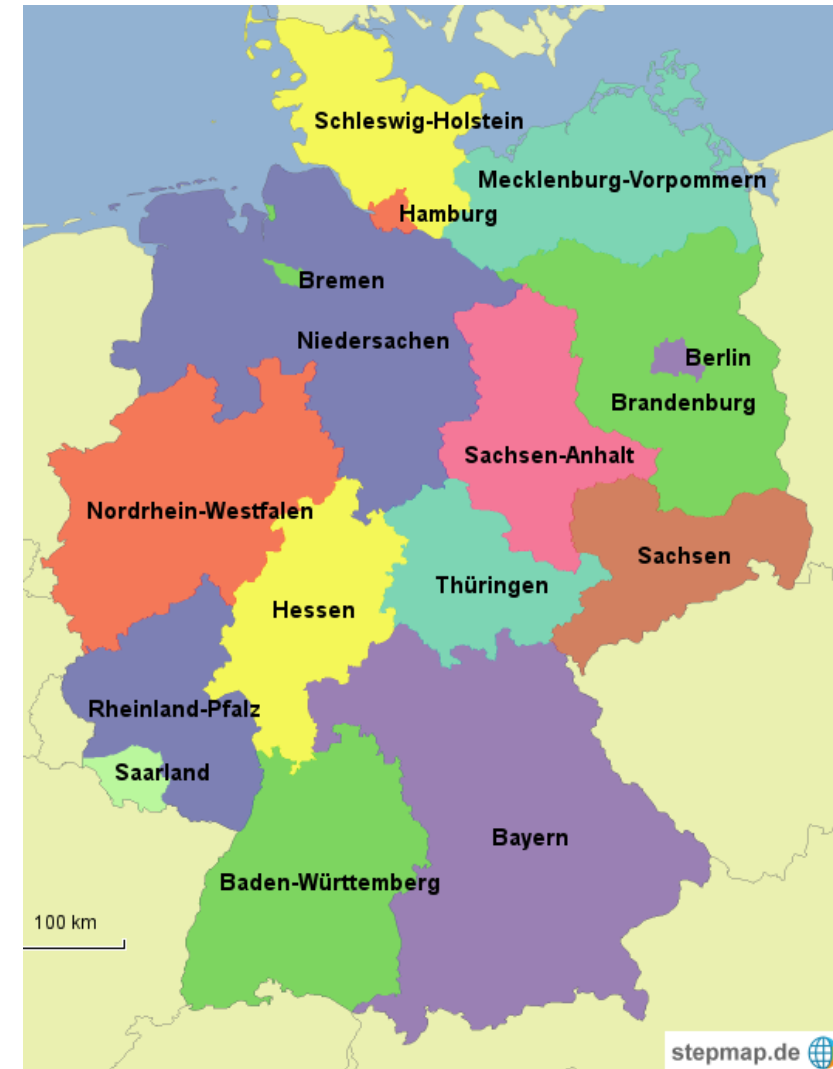 Schleswig-Holstein
Mecklenburg-Vorpommern
Hamburg
Bremen
Niedersachen
Berlin
Brandenburg
Sachsen-Anhalt
Nordrhein-Westfalen
Sachsen
Thüringen
Hessen
Rheinland-Pfalz
Saarland
Bayern
Baden-Württemberg
100 km
stepmap.de